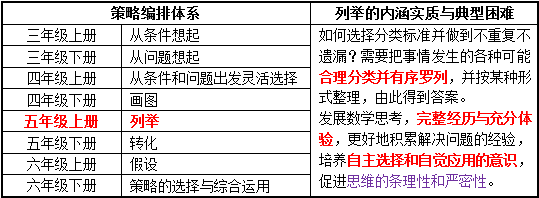 策略编排体系
列举的内涵实质与典型困难
三年级上册 从条件想起
三年级下册 从问题想起
四年级上册 从条件和问题出发灵活选择
四年级下册 画图
五年级上册 列举
五年级下册 转化
六年级上册 假设
六年级下册 策略的选择与综合运用
如何选择分类标准并做到不重复不
遗漏？需要把事情发生的各种可能
合理分类并有序罗列，并按某种形
式整理，由此得到答案。
发展数学思考，完整经历与充分体
验，更好地积累解决问题的经验，
培养自主选择和自觉应用的意识，
促进思维的条理性和严密性。